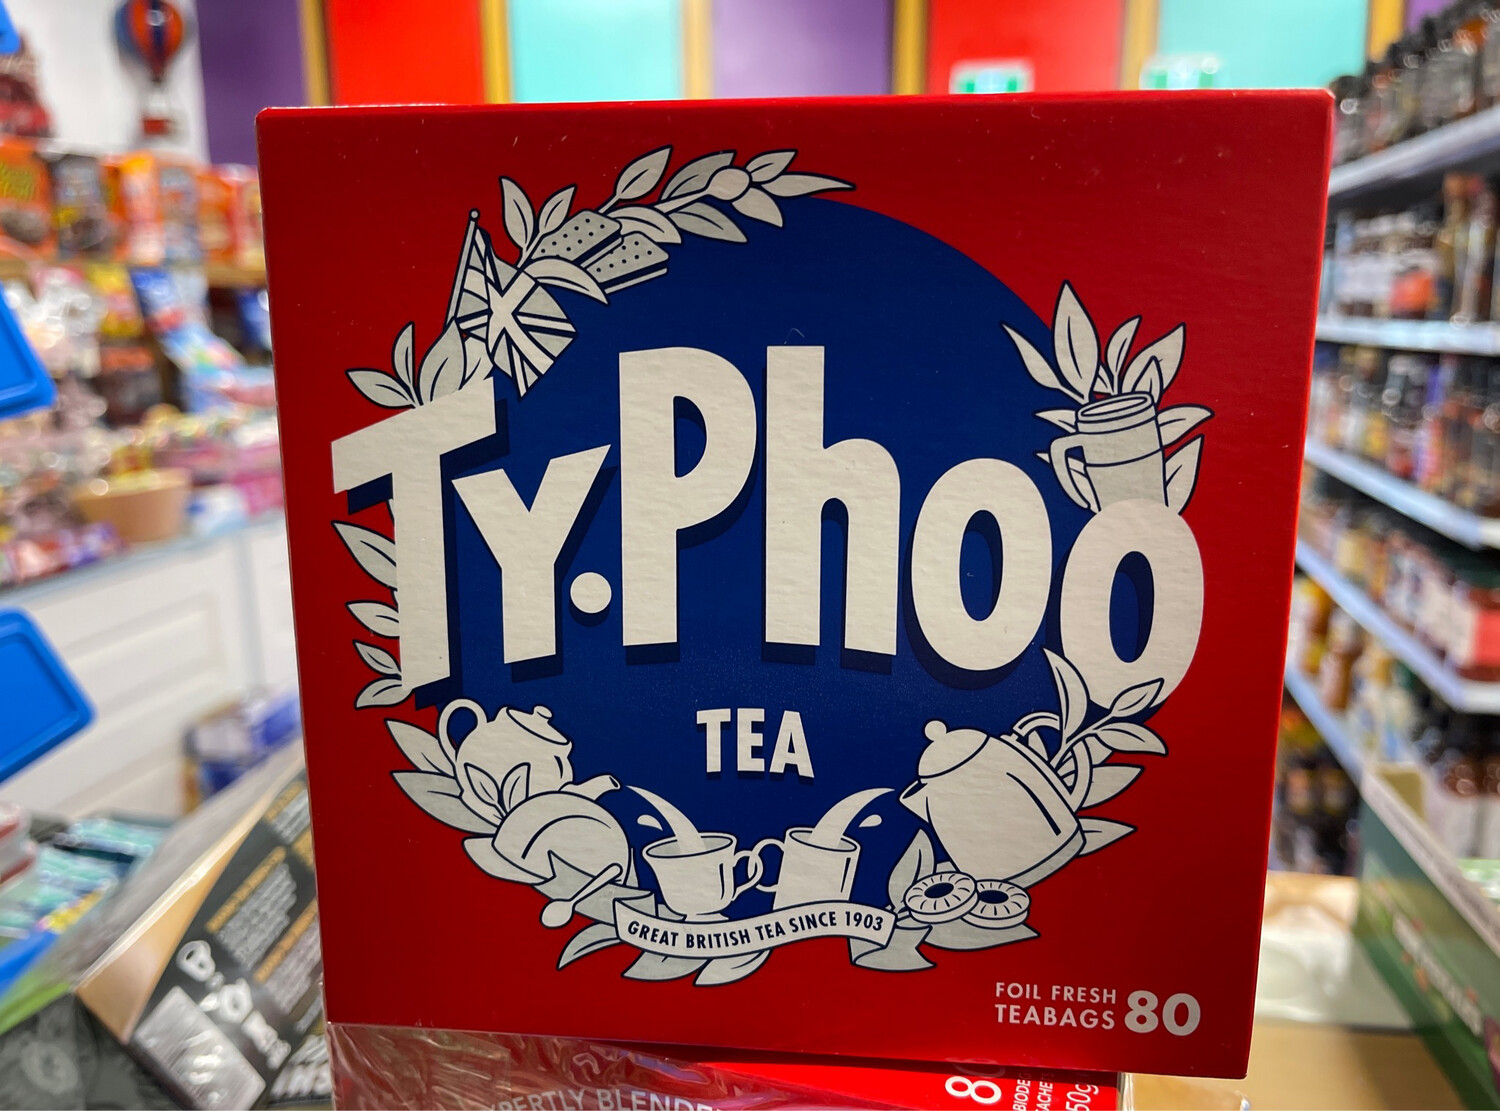 Ty.Phoo
TEA
GREAT BRITISH TEA SINCE 1903
FOIL FRESH
TEABAGS 80